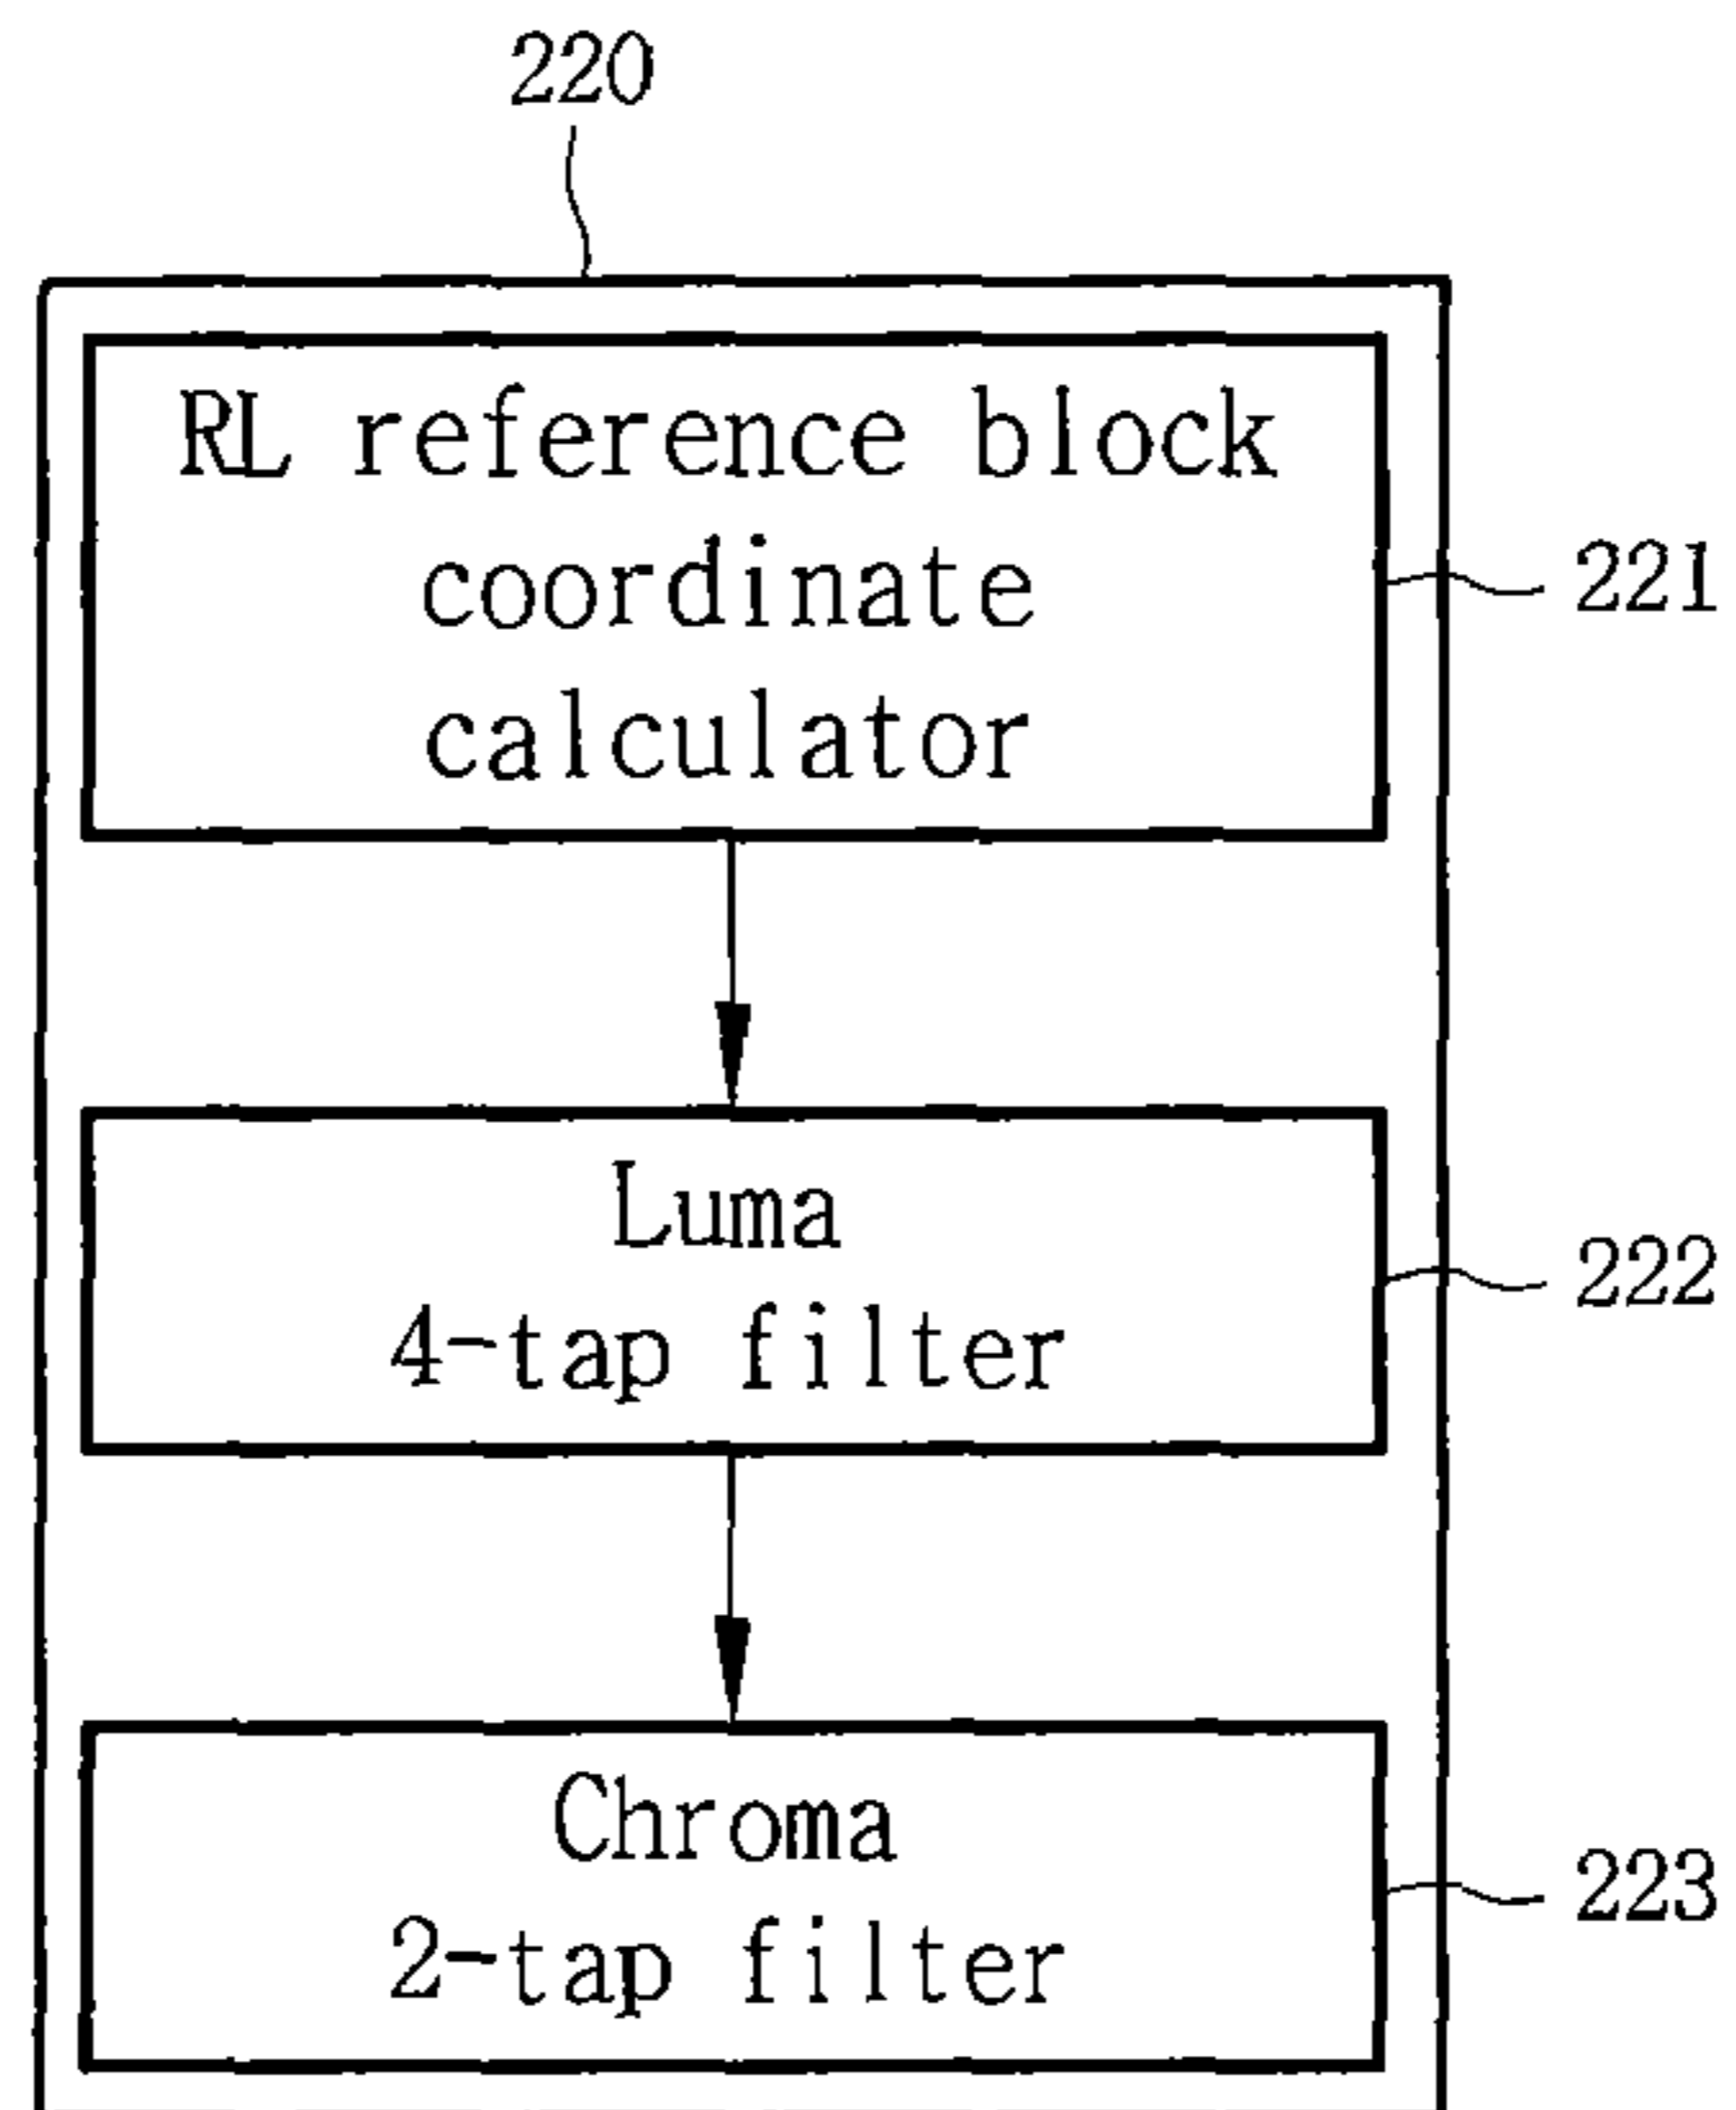 220
RL reference block
coordinate
calculator
221
Luma
4-tap filter
222
Chroma
2-tap filter
223